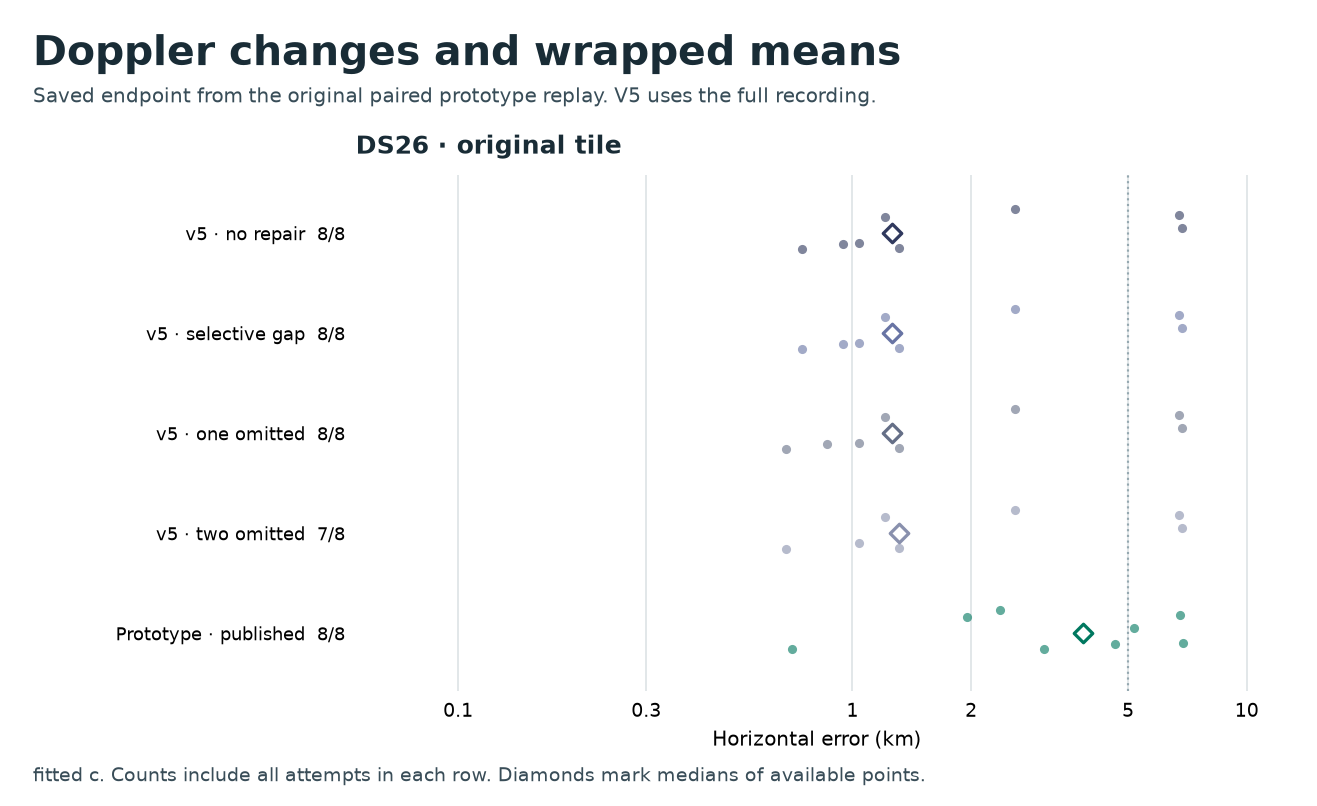 Doppler changes and wrapped means
Saved endpoint from the original paired prototype replay. V5 uses the full recording.
DS26 · original tile
v5 · no repair 8/8
v5 · selective gap 8/8
v5 · one omitted 8/8
v5 · two omitted 7/8
Prototype · published 8/8
0.1 0.3 1 2 5 10
Horizontal error (km)
fitted c. Counts include all attempts in each row. Diamonds mark medians of available points.